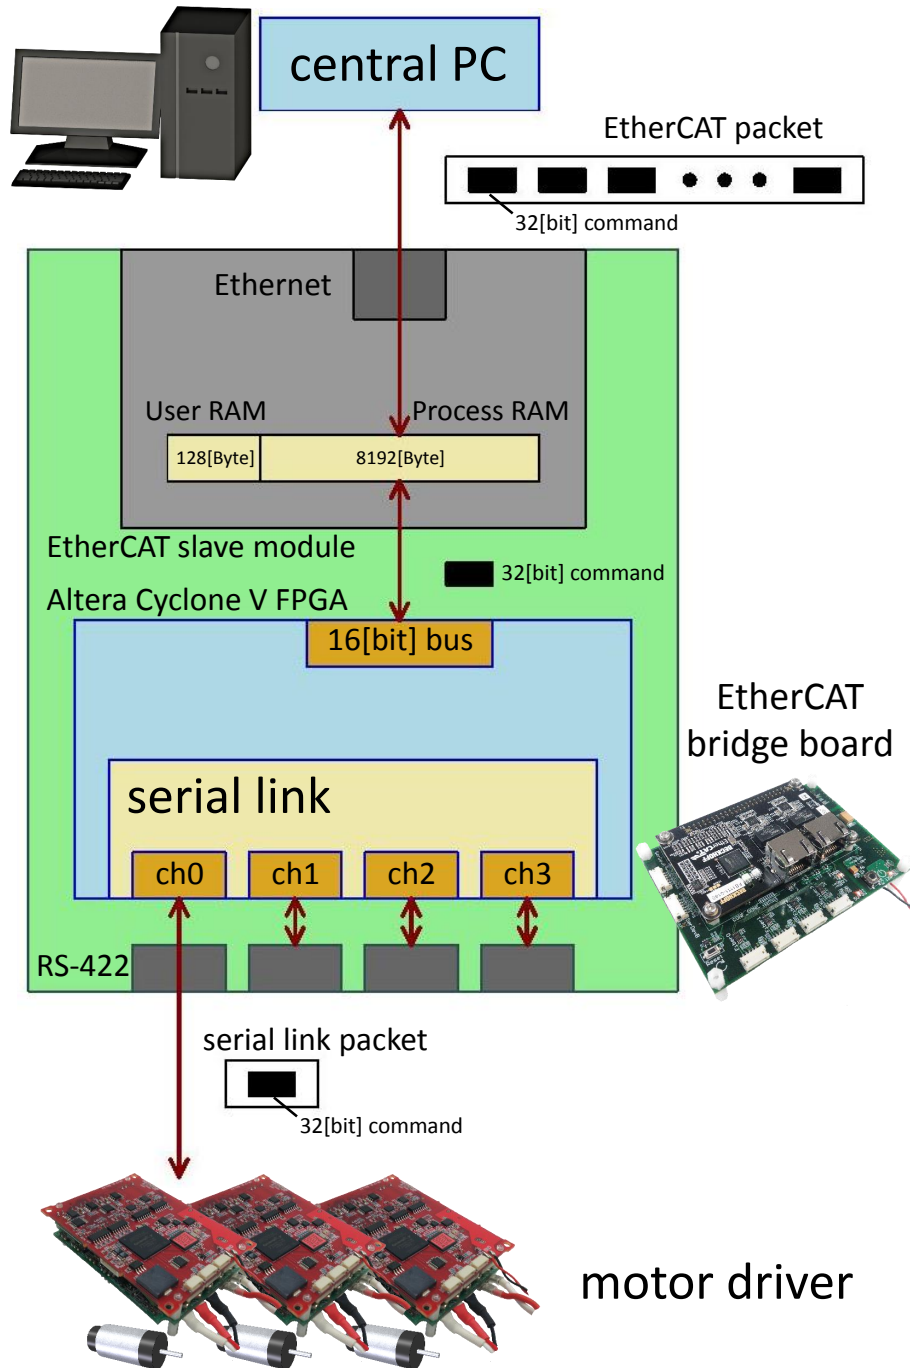 central PC
EtherCAT packet
32[bit] command
Ethernet
User RAM
Process RAM
128[Byte]
8192[Byte]
EtherCAT slave module
32[bit] command
Altera Cyclone V FPGA
16[bit] bus
EtherCAT
bridge board
serial link
ch0
ch1
ch2
ch3
RS-422
serial link packet
32[bit] command
motor driver